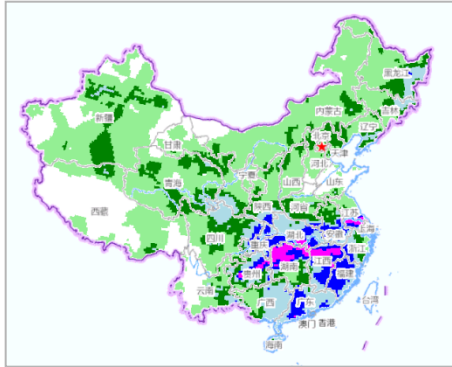 黑龙江
内蒙古
吉林
新疆
辽宁
北京
甘肃
天津
河北
宁夏
山西
山东
青海
陕西
河南
江苏
西藏
上海
安徽
四川
湖北
重庆
浙江
江西
湖南
贵州
福建
云南
广西
广东
台湾
澳门
香港
海南